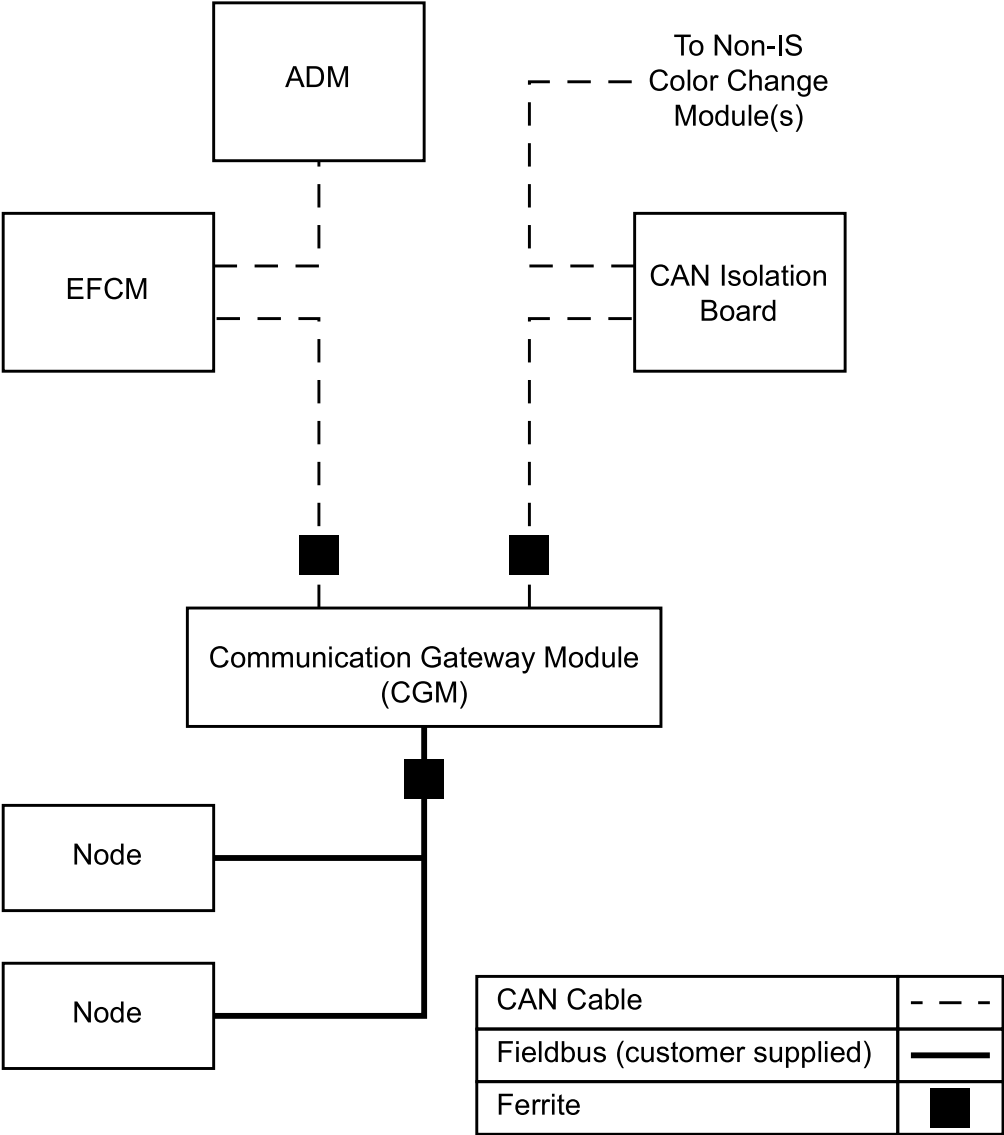 ADM
To Non-IS
Color Change
Module(s)
EFCM
CAN Isolation
Board
Communication Gateway Module
(CGM)
Node
Node
CAN Cable
Fieldbus (customer supplied)
Ferrite